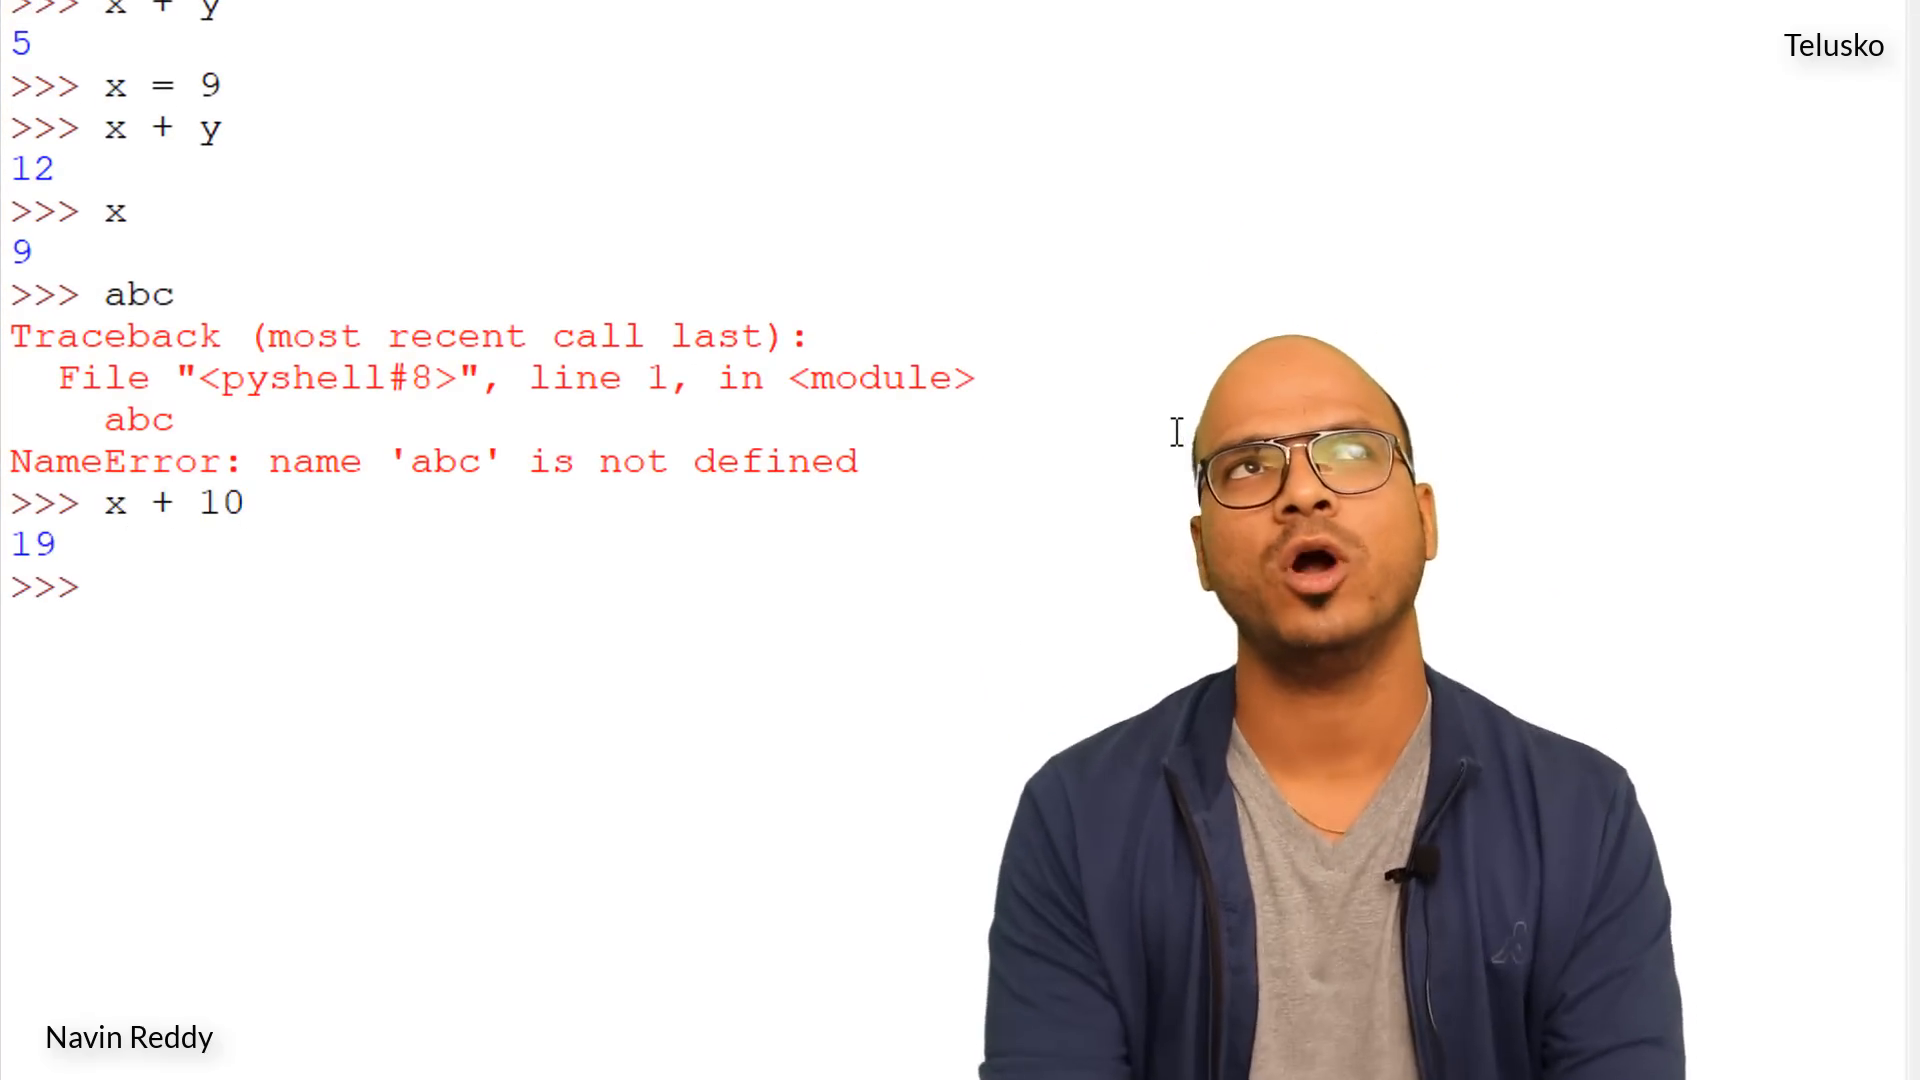 >>> x + y
5
Telusko
>>> x = 9
>>> x + y
12
>>> x
9
>>> abc
Traceback (most recent call last):
  File "<pyshell#8>", line 1, in <module>
    abc
NameError: name 'abc' is not defined
>>> x + 10
19
>>>
Navin Reddy